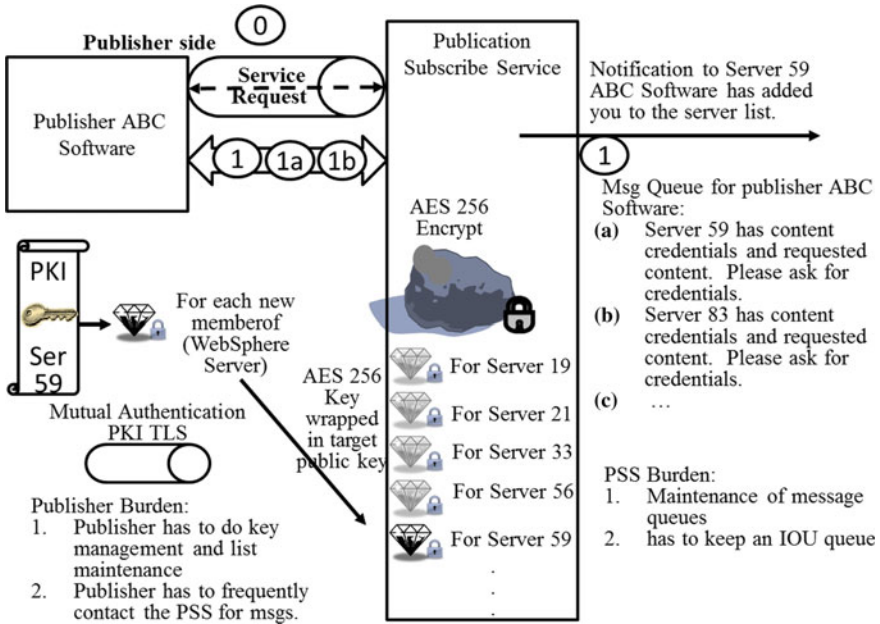 0
Publisher side
Service
Request
Publisher ABC
Software
1 1a 1b
Publication
Subscribe Service
Notification to Server 59
ABC Software has added
you to the server list.
1
Msg Queue for publisher ABC
Software:
(a) Server 59 has content
credentials and requested
content. Please ask for
credentials.
(b) Server 83 has content
credentials and requested
content. Please ask for
credentials.
(c) …
AES 256
Encrypt
PKI
Ser
59
For each new
memberof
(WebSphere
Server)
AES 256
Key
wrapped
in target
public key
For Server 19
For Server 21
For Server 33
For Server 56
For Server 59
.
.
.
Mutual Authentication
PKI TLS
Publisher Burden:
1. Publisher has to do key
management and list
maintenance
2. Publisher has to frequently
contact the PSS for msgs.
PSS Burden:
1. Maintenance of message
queues
2. has to keep an IOU queue